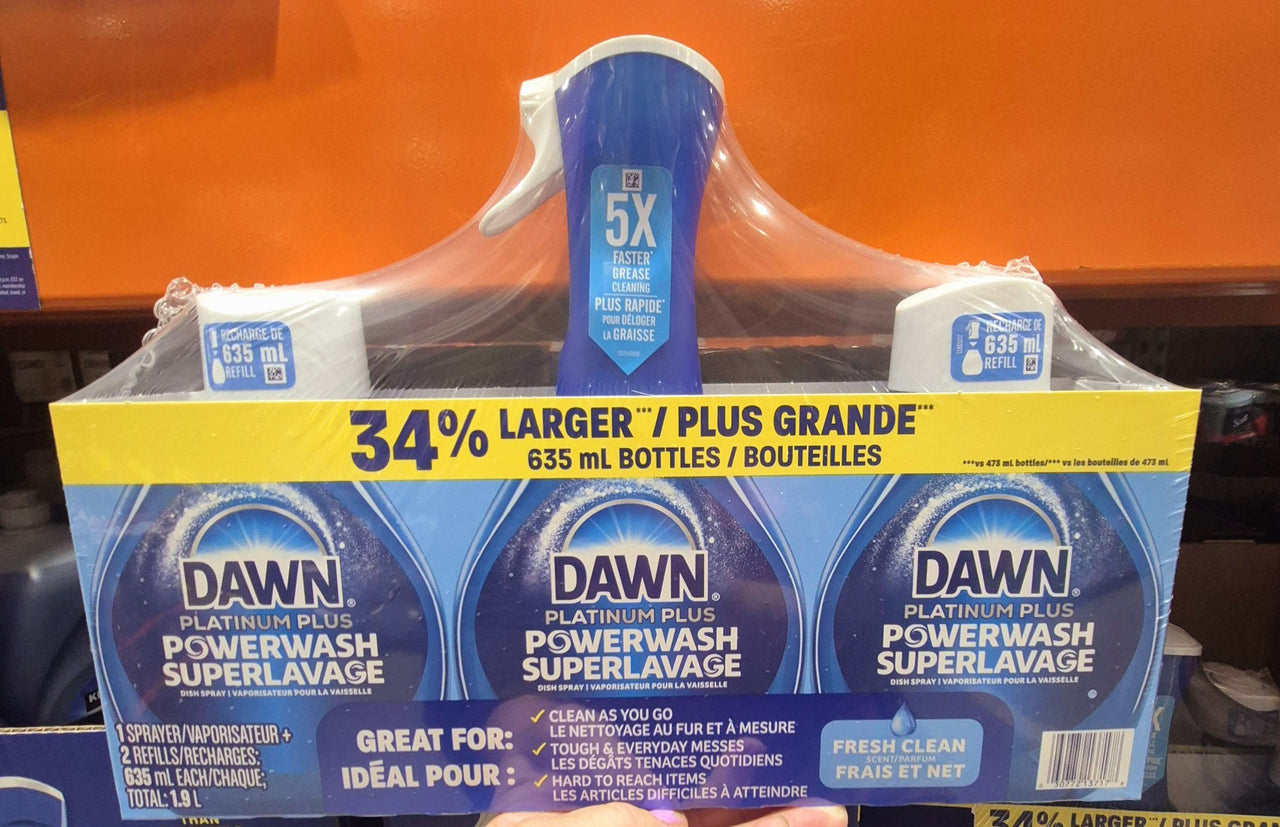 5X
FASTER*
GREASE
CLEANING
PLUS RAPIDE*
POUR DÉLOGER
LA GRAISSE
RECHARGE DE
635 mL
REFILL
RECHARGE DE
635 mL
REFILL
34% LARGER***/ PLUS GRANDE***
635 mL BOTTLES / BOUTEILLES
***vs 473 mL bottles/*** vs les bouteilles de 473 mL
DAWN®
PLATINUM PLUS
POWERWASH
SUPERLAVAGE
DISH SPRAY | VAPORISATEUR POUR LA VAISSELLE
DAWN®
PLATINUM PLUS
POWERWASH
SUPERLAVAGE
DISH SPRAY | VAPORISATEUR POUR LA VAISSELLE
DAWN®
PLATINUM PLUS
POWERWASH
SUPERLAVAGE
DISH SPRAY | VAPORISATEUR POUR LA VAISSELLE
1 SPRAYER/VAPORISATEUR +
2 REFILLS/RECHARGES;
635 mL EACH/CHAQUE;
TOTAL: 1.9 L
GREAT FOR:
IDÉAL POUR :
✓ CLEAN AS YOU GO
LE NETTOYAGE AU FUR ET À MESURE
✓ TOUGH & EVERYDAY MESSES
LES DÉGÂTS TENACES QUOTIDIENS
✓ HARD TO REACH ITEMS
LES ARTICLES DIFFICILES À ATTEINDRE
FRESH CLEAN
SCENT/PARFUM
FRAIS ET NET
THAN
34% LARGER***/ PLUS GRAN